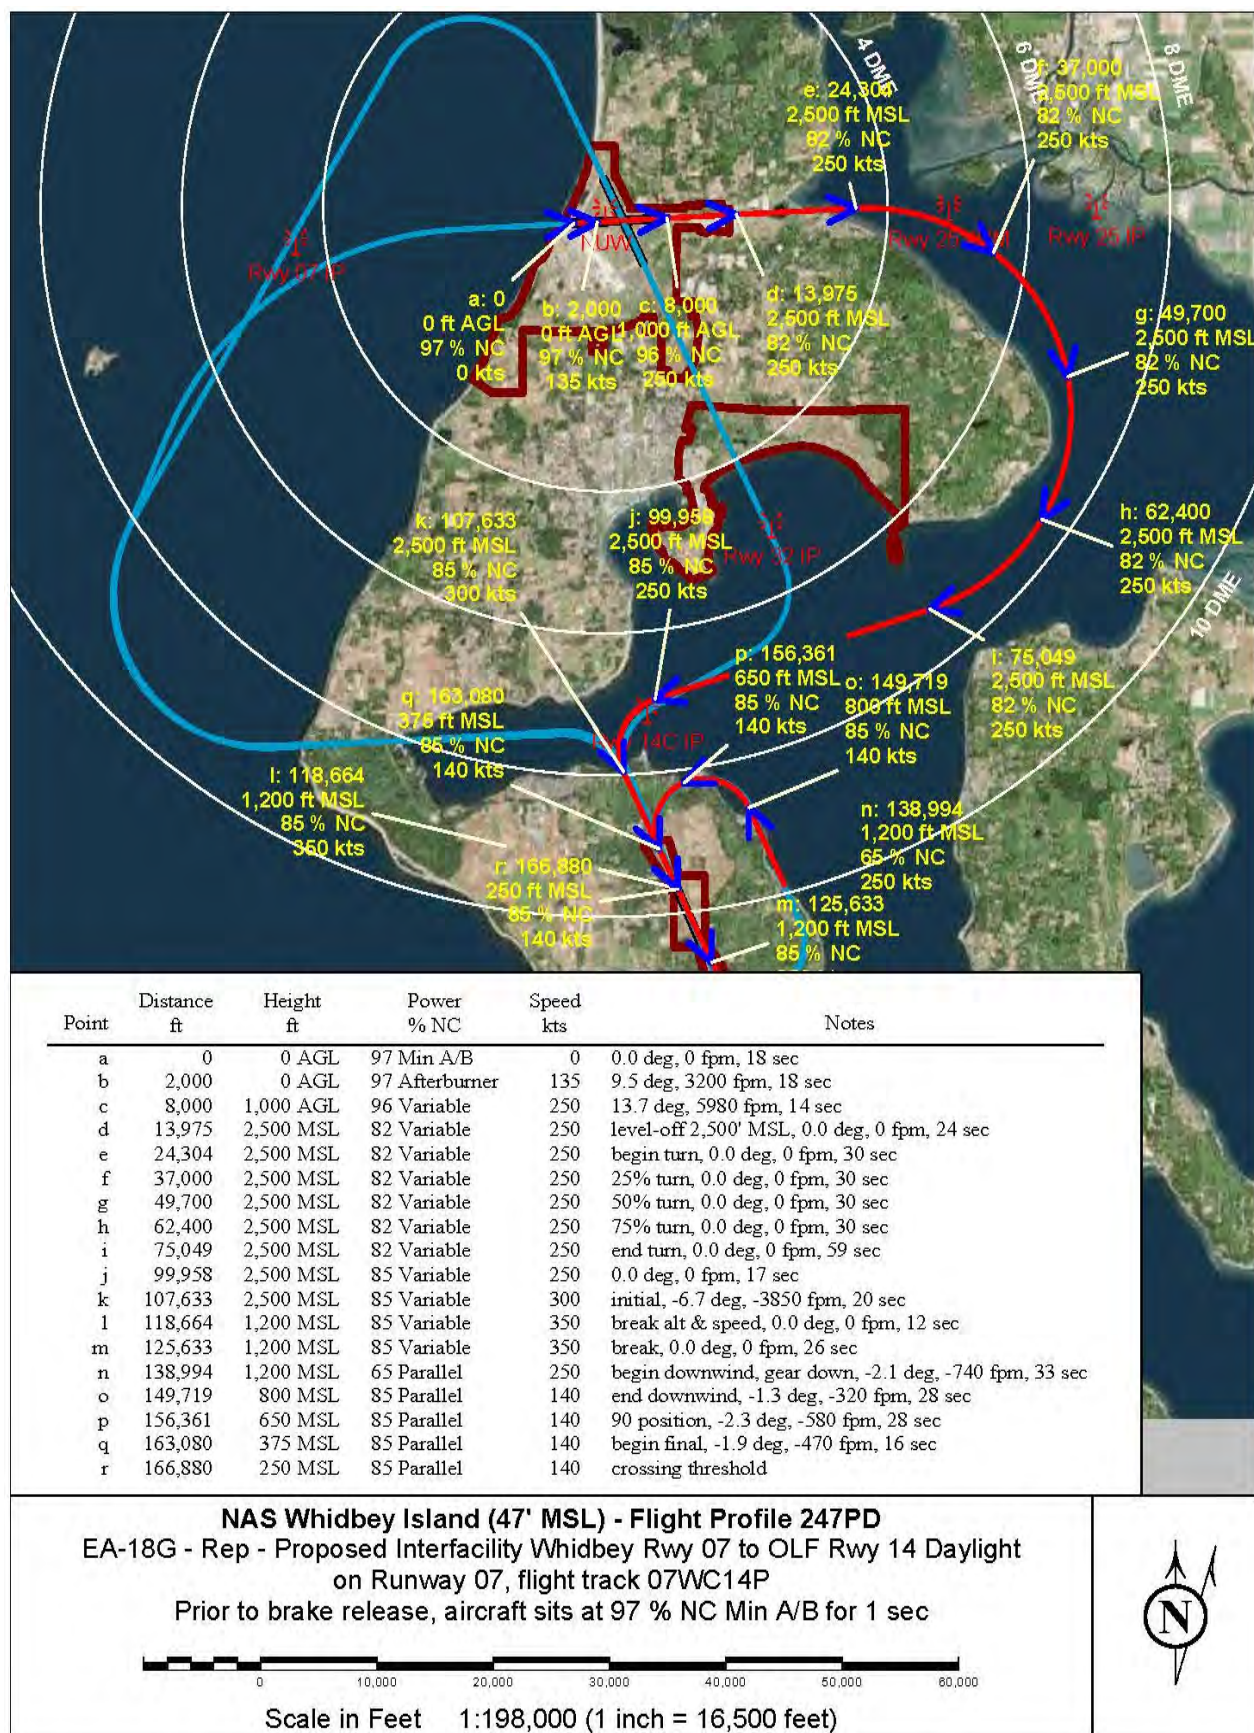 4 DME
6 DME
8 DME
10 DME
e: 24,304
2,500 ft MSL
82 % NC
250 kts
f: 37,000
2,500 ft MSL
82 % NC
250 kts
Rwy 07 IP
NUW
Rwy 25 IP
a: 0
0 ft AGL
97 % NC
0 kts
b: 2,000
0 ft AGL
97 % NC
135 kts
c: 8,000
1,000 ft AGL
96 % NC
250 kts
d: 13,975
2,500 ft MSL
82 % NC
250 kts
g: 49,700
2,500 ft MSL
82 % NC
250 kts
k: 107,633
2,500 ft MSL
85 % NC
300 kts
j: 99,958
2,500 ft MSL
85 % NC
250 kts
Rwy 32 IP
h: 62,400
2,500 ft MSL
82 % NC
250 kts
i: 75,049
2,500 ft MSL
82 % NC
250 kts
p: 156,361
650 ft MSL
85 % NC
140 kts
o: 149,719
800 ft MSL
85 % NC
140 kts
q: 163,080
375 ft MSL
85 % NC
140 kts
Rwy 14C IP
l: 118,664
1,200 ft MSL
85 % NC
350 kts
n: 138,994
1,200 ft MSL
65 % NC
250 kts
r: 166,880
250 ft MSL
85 % NC
140 kts
m: 125,633
1,200 ft MSL
85 % NC
Point Distance ft Height ft Power % NC Speed kts Notes
a 0 0 AGL 97 Min A/B 0 0.0 deg, 0 fpm, 18 sec
b 2,000 0 AGL 97 Afterburner 135 9.5 deg, 3200 fpm, 18 sec
c 8,000 1,000 AGL 96 Variable 250 13.7 deg, 5980 fpm, 14 sec
d 13,975 2,500 MSL 82 Variable 250 level-off 2,500' MSL, 0.0 deg, 0 fpm, 24 sec
e 24,304 2,500 MSL 82 Variable 250 begin turn, 0.0 deg, 0 fpm, 30 sec
f 37,000 2,500 MSL 82 Variable 250 25% turn, 0.0 deg, 0 fpm, 30 sec
g 49,700 2,500 MSL 82 Variable 250 50% turn, 0.0 deg, 0 fpm, 30 sec
h 62,400 2,500 MSL 82 Variable 250 75% turn, 0.0 deg, 0 fpm, 30 sec
i 75,049 2,500 MSL 82 Variable 250 end turn, 0.0 deg, 0 fpm, 59 sec
j 99,958 2,500 MSL 85 Variable 250 0.0 deg, 0 fpm, 17 sec
k 107,633 2,500 MSL 85 Variable 300 initial, -6.7 deg, -3850 fpm, 20 sec
l 118,664 1,200 MSL 85 Variable 350 break alt & speed, 0.0 deg, 0 fpm, 12 sec
m 125,633 1,200 MSL 85 Variable 350 break, 0.0 deg, 0 fpm, 26 sec
n 138,994 1,200 MSL 65 Parallel 250 begin downwind, gear down, -2.1 deg, -740 fpm, 33 sec
o 149,719 800 MSL 85 Parallel 140 end downwind, -1.3 deg, -320 fpm, 28 sec
p 156,361 650 MSL 85 Parallel 140 90 position, -2.3 deg, -580 fpm, 28 sec
q 163,080 375 MSL 85 Parallel 140 begin final, -1.9 deg, -470 fpm, 16 sec
r 166,880 250 MSL 85 Parallel 140 crossing threshold
NAS Whidbey Island (47' MSL) - Flight Profile 247PD
EA-18G - Rep - Proposed Interfacility Whidbey Rwy 07 to OLF Rwy 14 Daylight
on Runway 07, flight track 07WC14P
Prior to brake release, aircraft sits at 97 % NC Min A/B for 1 sec
N
0 10,000 20,000 30,000 40,000 50,000 60,000
Scale in Feet 1:198,000 (1 inch = 16,500 feet)